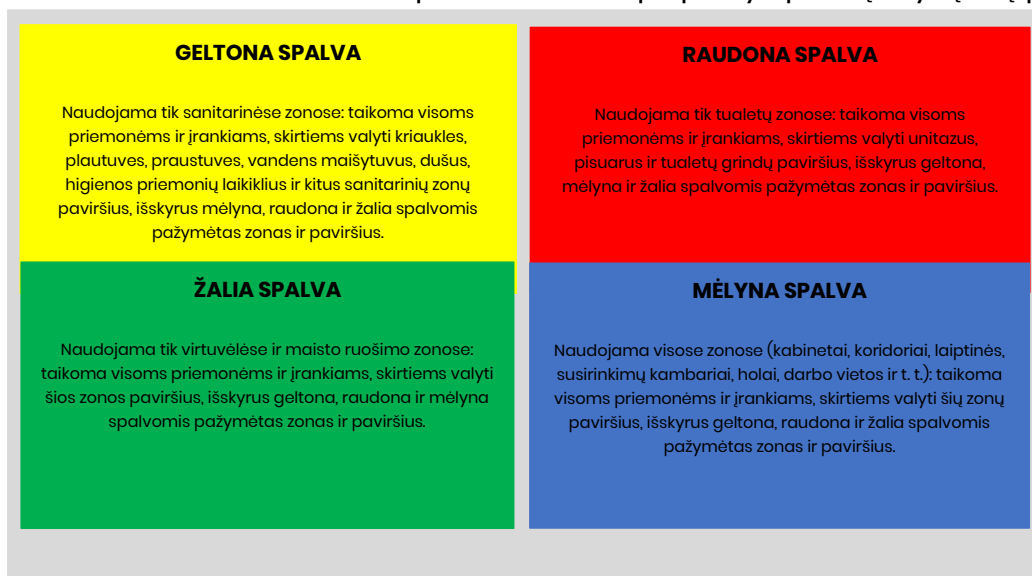 GELTONA SPALVA
Naudojama tik sanitarinėse zonose: taikoma visoms
priemonėms ir įrankiams, skirtiems valyti kriaukles,
plautuves, praustuves, vandens maišytuvus, dušus,
higienos priemonių laikiklius ir kitus sanitarinių zonų
paviršius, išskyrus mėlyna, raudona ir žalia spalvomis
pažymėtas zonas ir paviršius.
RAUDONA SPALVA
Naudojama tik tualetų zonose: taikoma visoms
priemonėms ir įrankiams, skirtiems valyti unitazus,
pisuarus ir tualetų grindų paviršius, išskyrus geltona,
mėlyna ir žalia spalvomis pažymėtas zonas ir paviršius.
ŽALIA SPALVA
Naudojama tik virtuvėlėse ir maisto ruošimo zonose:
taikoma visoms priemonėms ir įrankiams, skirtiems valyti
šios zonos paviršius, išskyrus geltona, raudona ir mėlyna
spalvomis pažymėtas zonas ir paviršius.
MĖLYNA SPALVA
Naudojama visose zonose (kabinetai, koridoriai, laiptinės,
susirinkimų kambariai, holai, darbo vietos ir t. t.): taikoma
visoms priemonėms ir įrankiams, skirtiems valyti šių zonų
paviršius, išskyrus geltona, raudona ir žalia spalvomis
pažymėtas zonas ir paviršius.